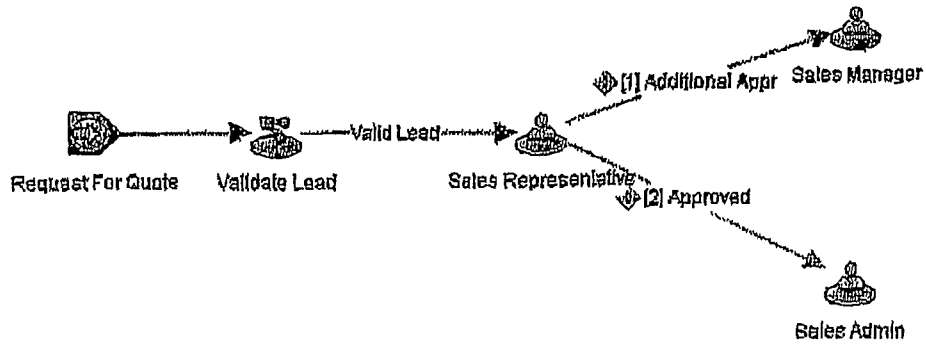 [1] Additional Appr
Sales Manager
Valid Lead
Request For Quote
Validate Lead
Sales Representative
[2] Approved
Sales Admin